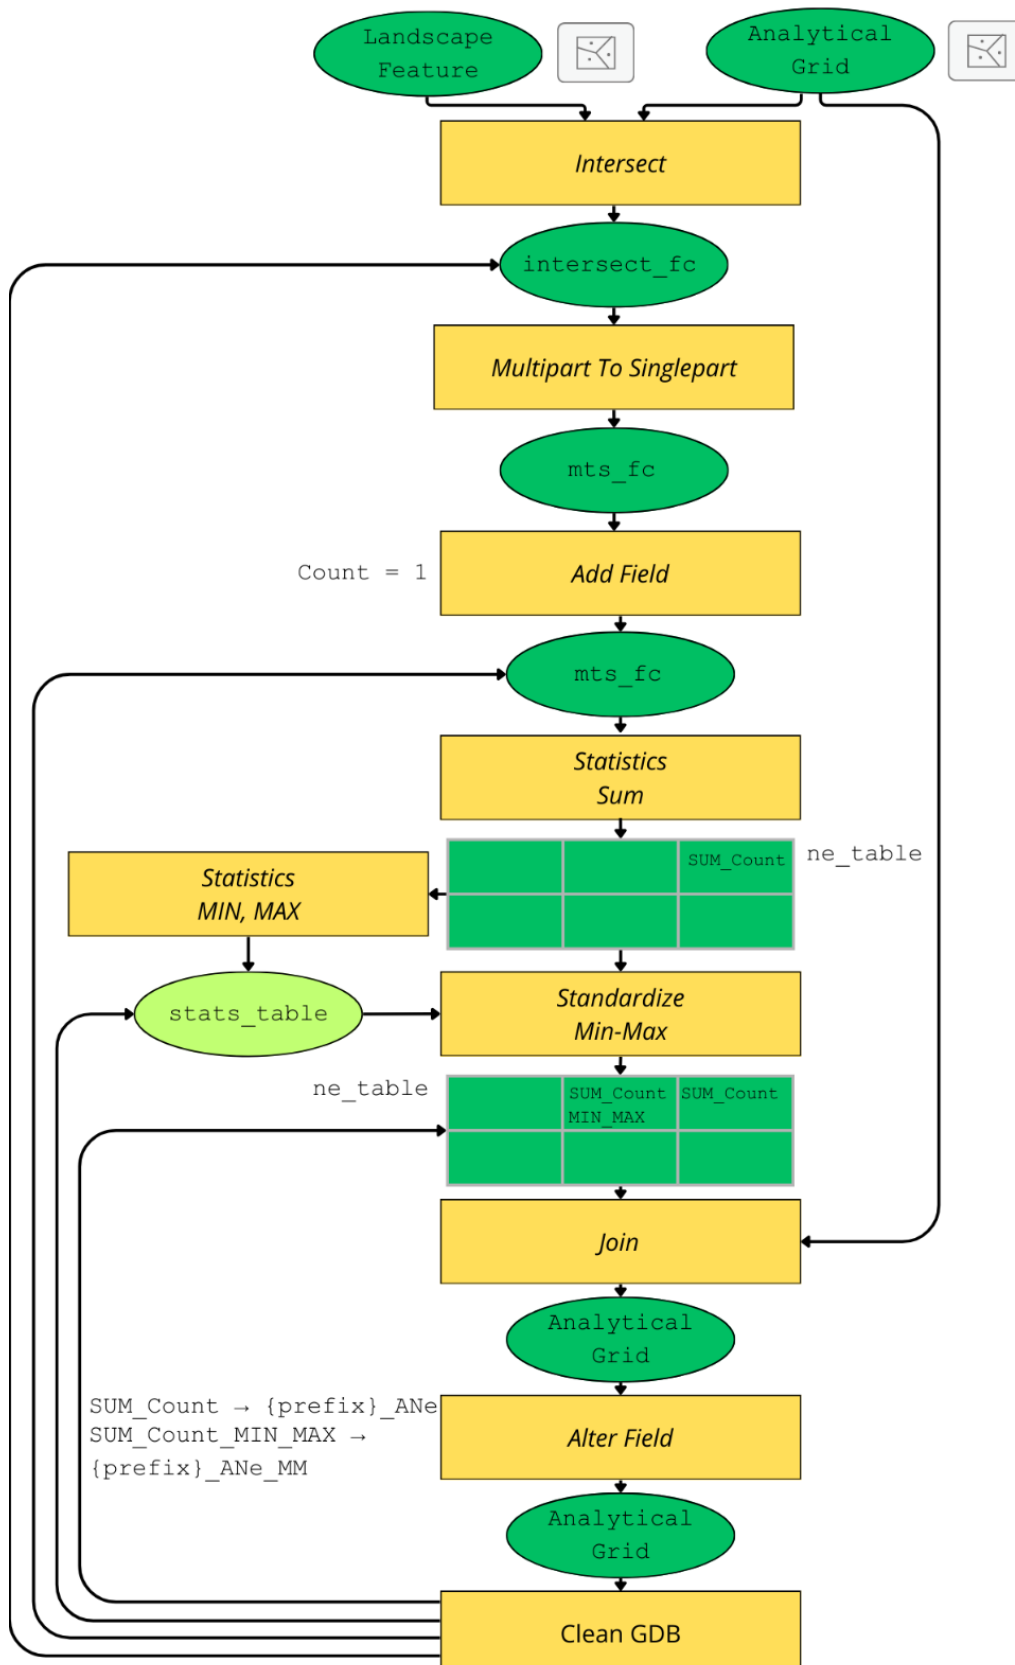 Landscape
Feature
Analytical
Grid
Intersect
intersect_fc
Multipart To Singlepart
mts_fc
Count = 1
Add Field
mts_fc
Statistics
Sum
SUM_Count
ne_table
Statistics
MIN, MAX
stats_table
Standardize
Min-Max
ne_table
SUM_Count
MIN_MAX
SUM_Count
Join
Analytical
Grid
SUM_Count → {prefix}_ANe
SUM_Count_MIN_MAX →
{prefix}_ANe_MM
Alter Field
Analytical
Grid
Clean GDB